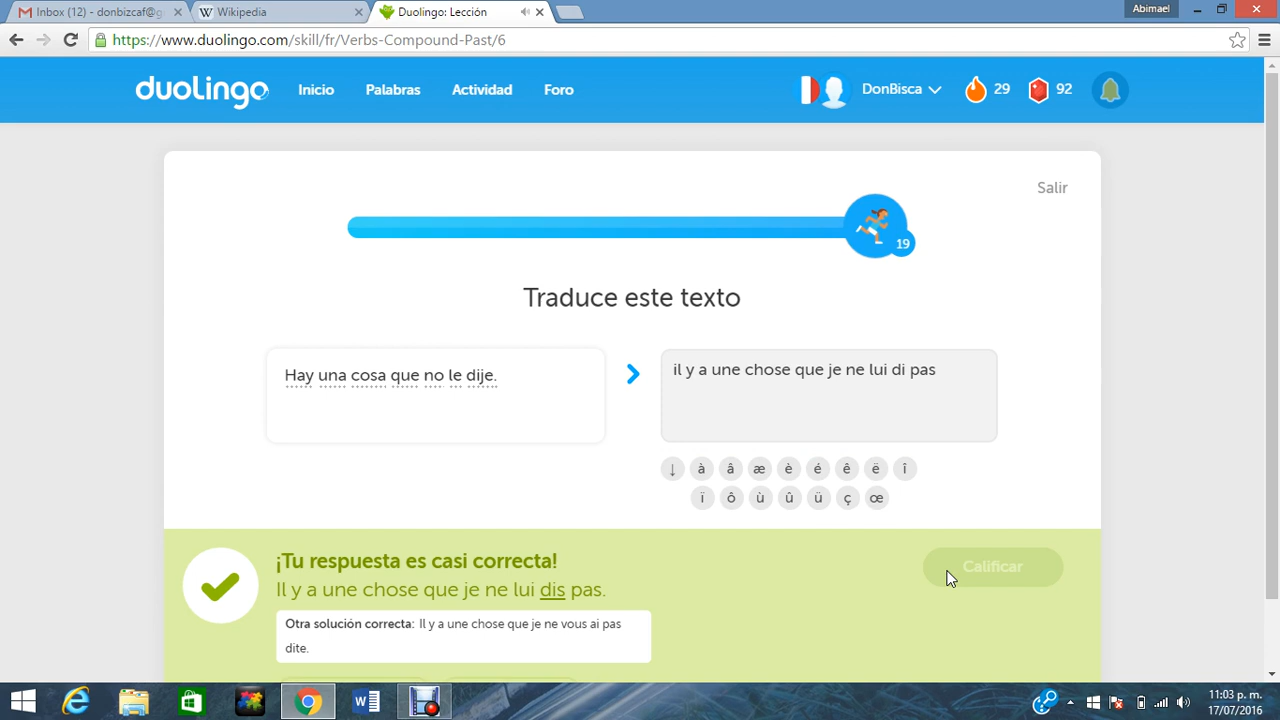 Inbox (12) - donbizcaf@g
Wikipedia
Duolingo: Lección
Abimael
https://www.duolingo.com/skill/fr/Verbs-Compound-Past/6
duolingo
Inicio
Palabras
Actividad
Foro
DonBisca
29
92
Salir
19
Traduce este texto
Hay una cosa que no le dije.
il y a une chose que je ne lui di pas
↓ à â æ è é ê ë î
ï ô ù û ü ç œ
¡Tu respuesta es casi correcta!
Il y a une chose que je ne lui dis pas.
Calificar
Otra solución correcta: Il y a une chose que je ne vous ai pas
dite.
11:03 p. m.
17/07/2016